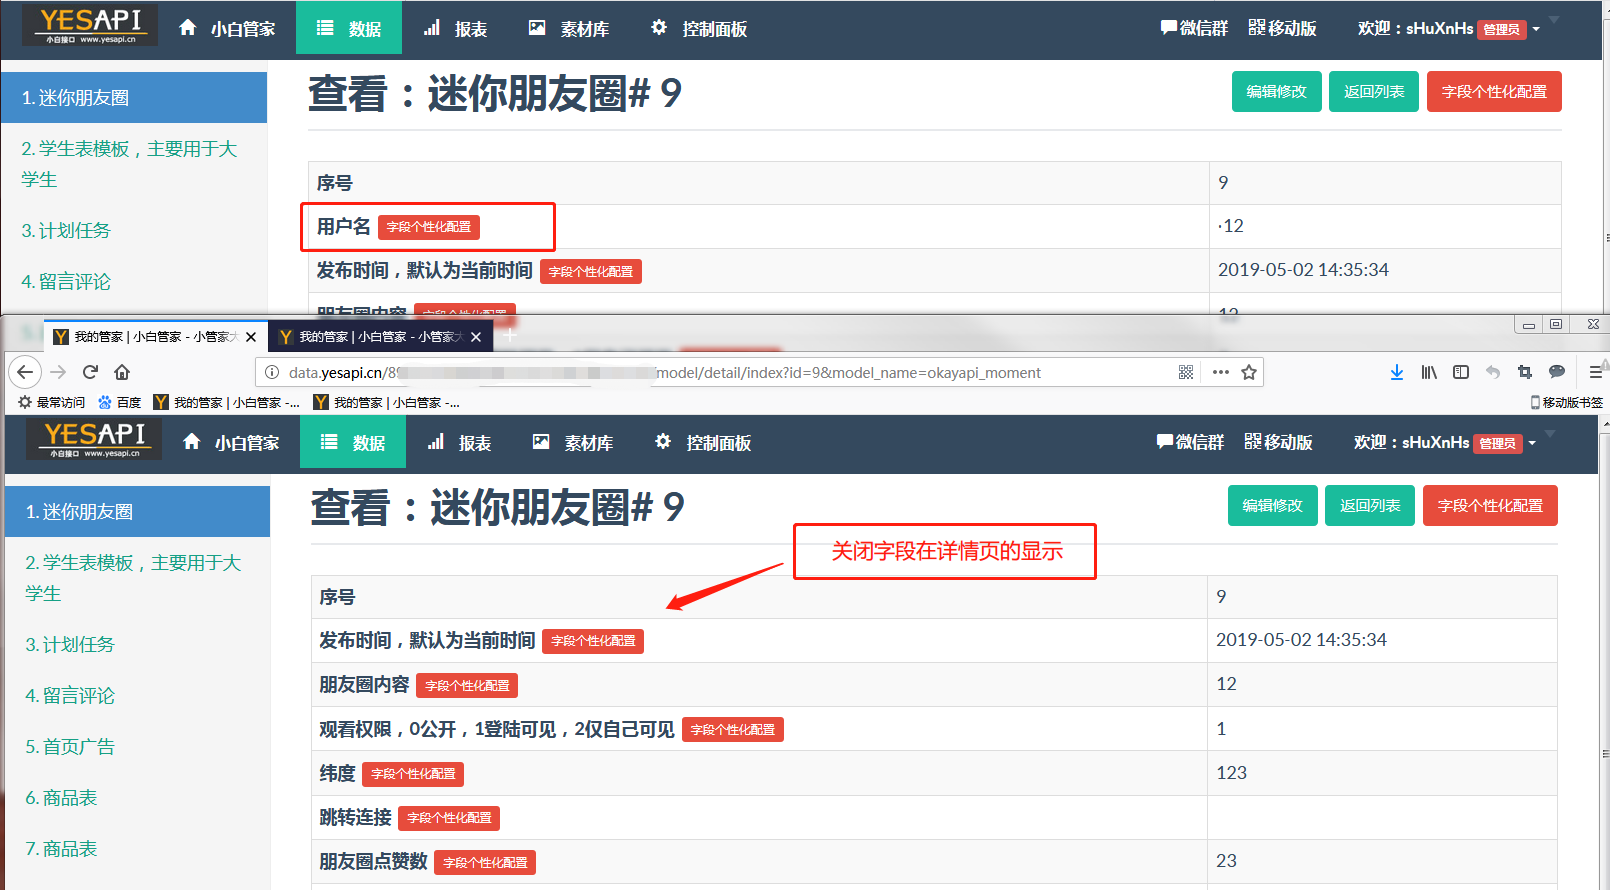 YESAPI
小白接口 www.yesapi.cn
小白管家
数据
报表
素材库
控制面板
微信群
移动版
欢迎：sHuXnHs 管理员
1. 迷你朋友圈
2. 学生表模板，主要用于大
学生
3. 计划任务
4. 留言评论
查看：迷你朋友圈# 9
编辑修改
返回列表
字段个性化配置
序号 9
用户名 字段个性化配置 ·12
发布时间，默认为当前时间 字段个性化配置 2019-05-02 14:35:34
朋友圈内容 字段个性化配置 12
我的管家 | 小白管家 - 小管家大
我的管家 | 小白管家 - 小管家大
data.yesapi.cn/89
model/detail/index?id=9&model_name=okayapi_moment
最常访问
百度
我的管家 | 小白管家 -...
我的管家 | 小白管家 -...
移动版书签
YESAPI
小白接口 www.yesapi.cn
小白管家
数据
报表
素材库
控制面板
微信群
移动版
欢迎：sHuXnHs 管理员
1. 迷你朋友圈
2. 学生表模板，主要用于大
学生
3. 计划任务
4. 留言评论
5. 首页广告
6. 商品表
7. 商品表
查看：迷你朋友圈# 9
编辑修改
返回列表
字段个性化配置
关闭字段在详情页的显示
序号 9
发布时间，默认为当前时间 字段个性化配置 2019-05-02 14:35:34
朋友圈内容 字段个性化配置 12
观看权限，0公开，1登陆可见，2仅自己可见 字段个性化配置 1
纬度 字段个性化配置 123
跳转连接 字段个性化配置
朋友圈点赞数 字段个性化配置 23